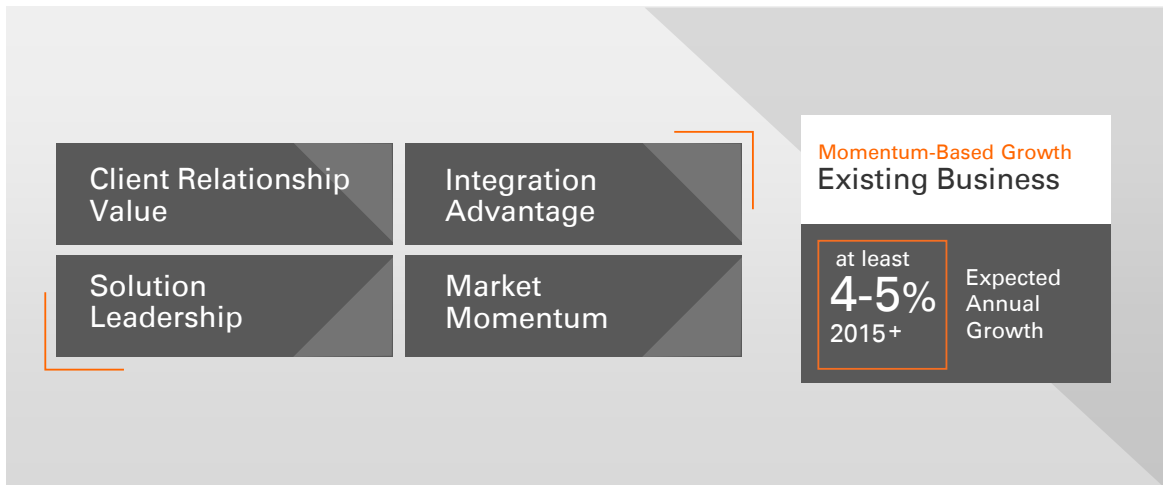 Client Relationship
Value
Integration
Advantage
Solution
Leadership
Market
Momentum
Momentum-Based Growth
Existing Business
at least
4-5%
2015+
Expected
Annual
Growth